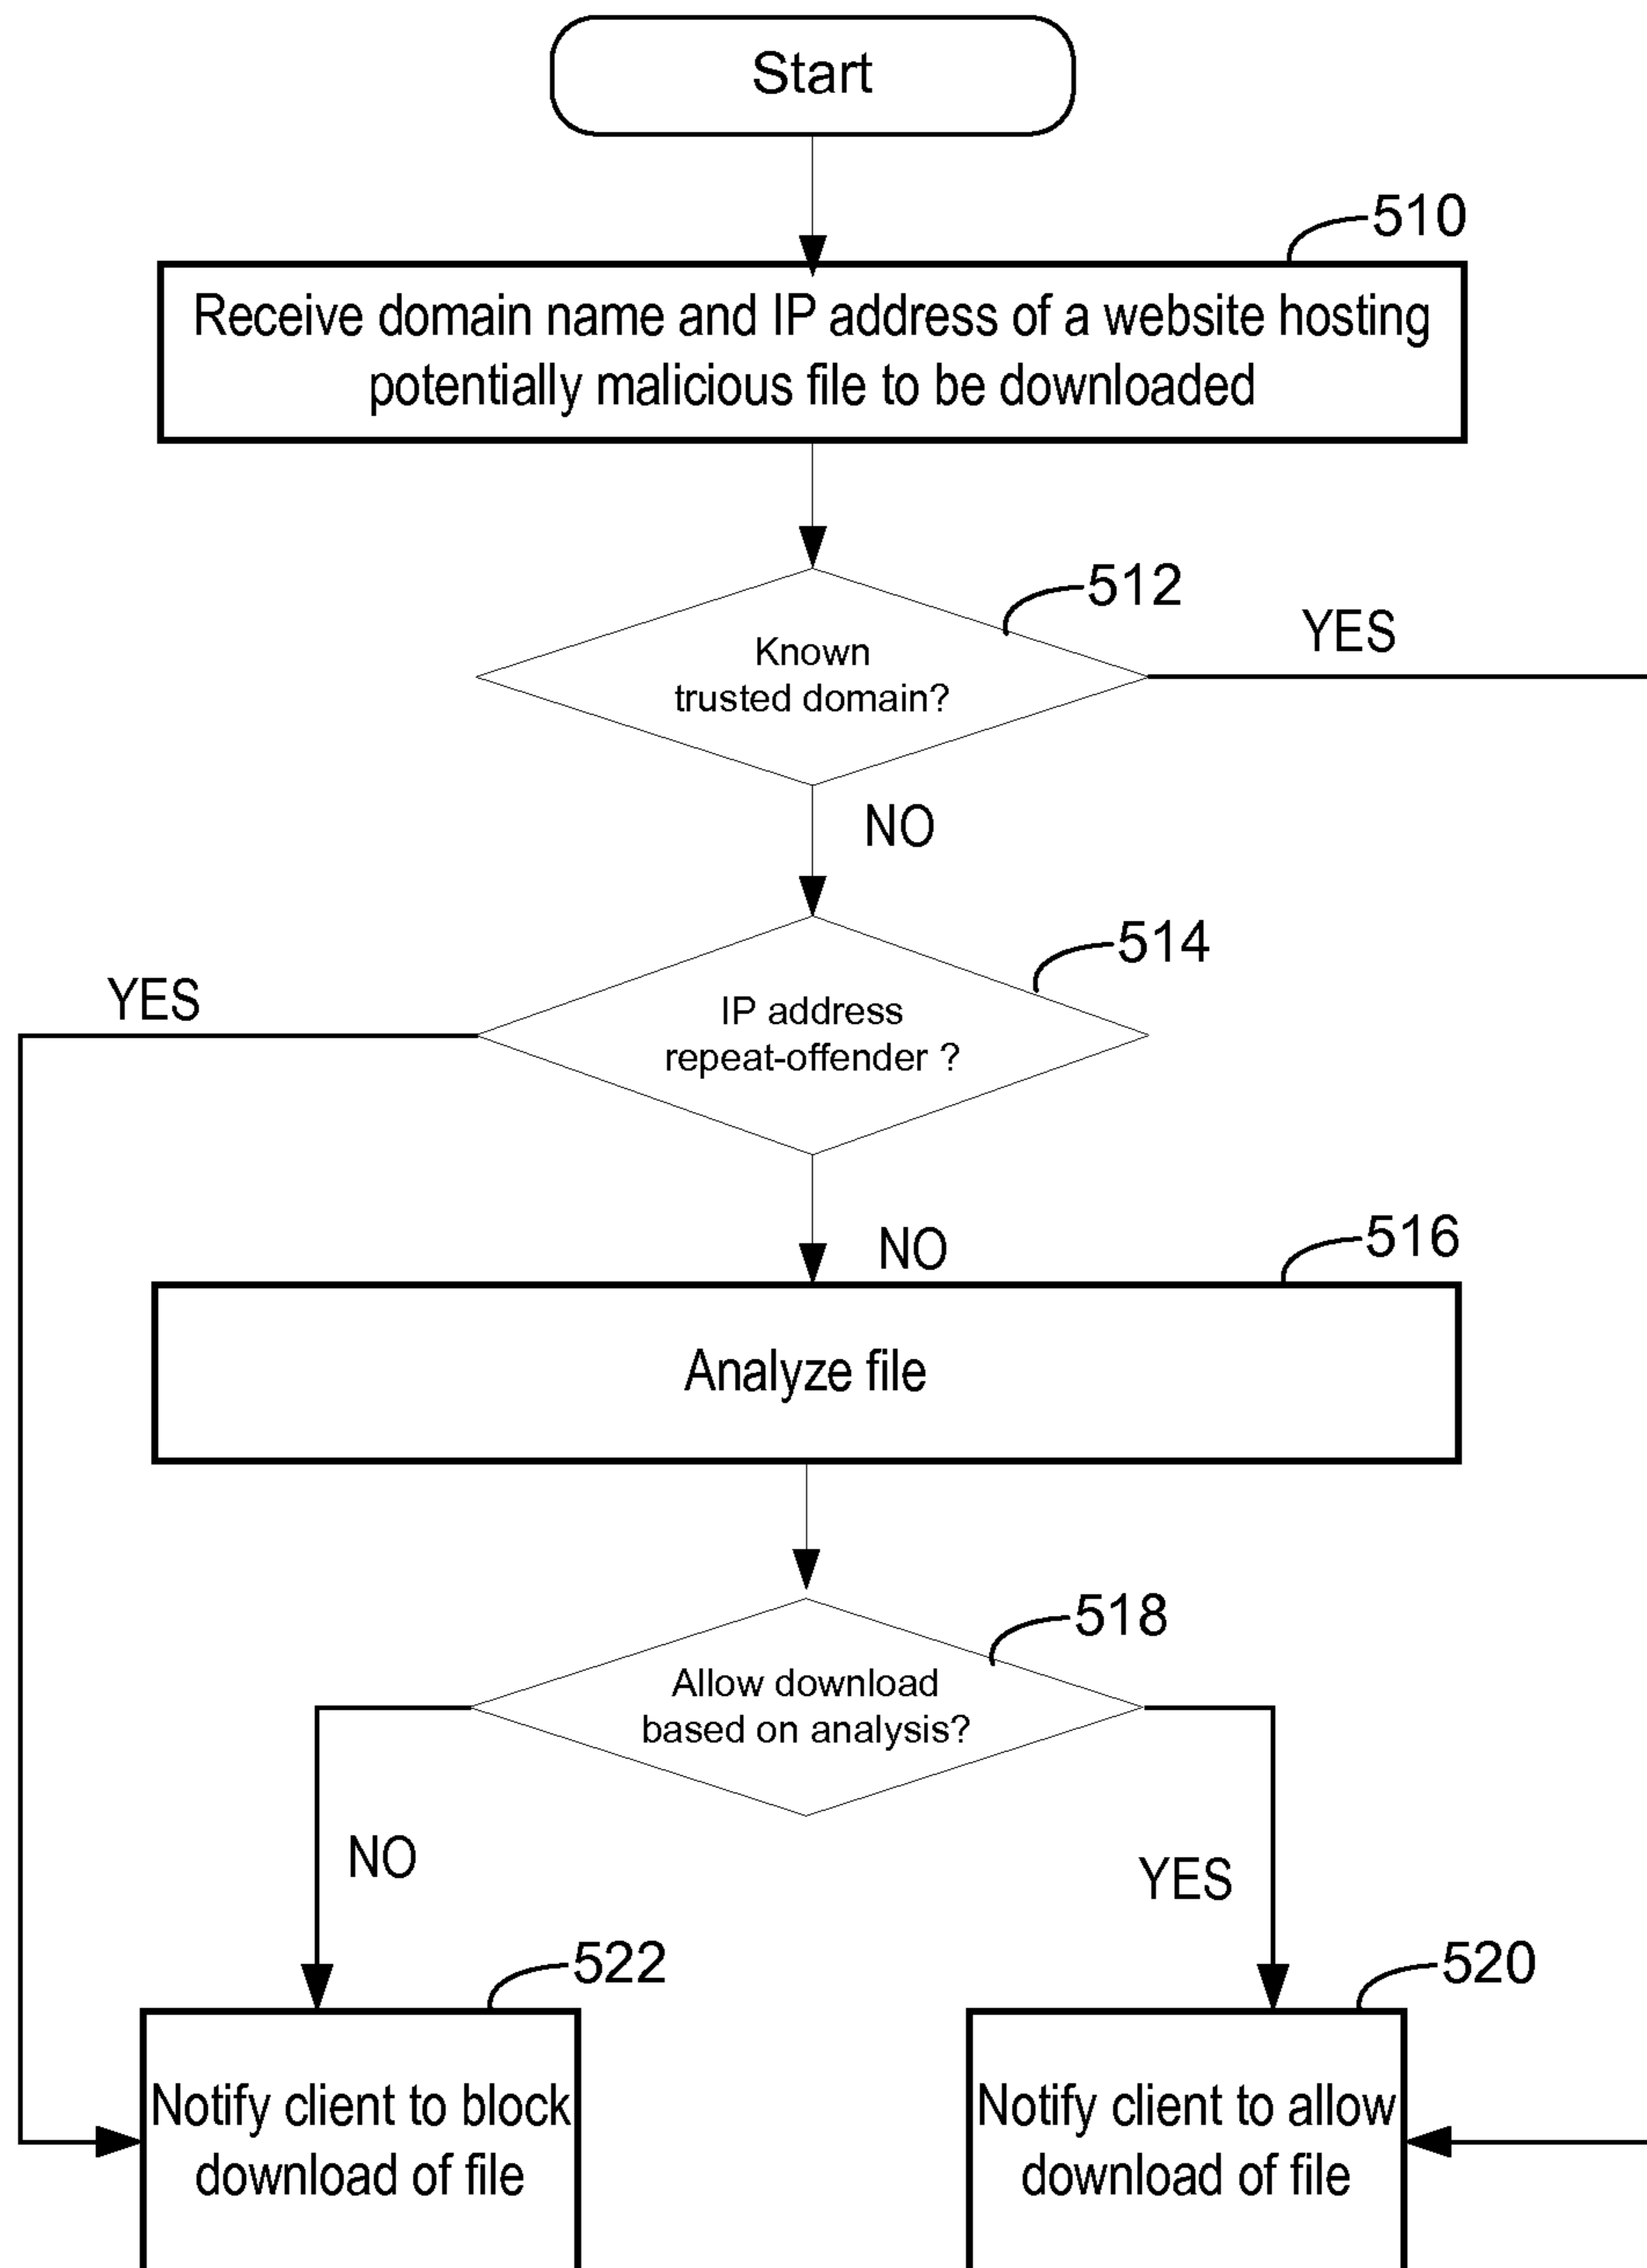 Start
510
Receive domain name and IP address of a website hosting
potentially malicious file to be downloaded
512
YES
Known
trusted domain?
NO
514
YES
IP address
repeat-offender ?
NO
516
Analyze file
518
Allow download
based on analysis?
NO
YES
522
520
Notify client to block
download of file
Notify client to allow
download of file